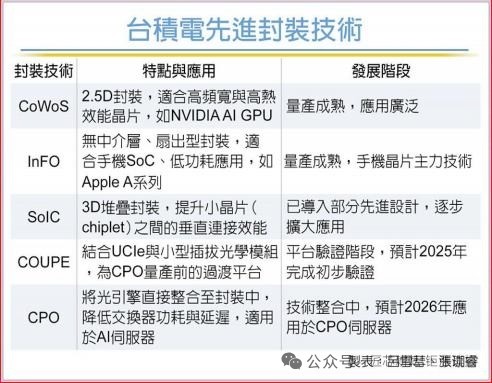 台積電先進封裝技術
封裝技術 特點與應用 發展階段
CoWoS
2.5D封裝，適合高頻寬與高熱
效能晶片，如NVIDIA AI GPU
量產成熟，應用廣泛
InFO
無中介層、扇出型封裝，適
合手機SoC、低功耗應用，如
Apple A系列
量產成熟，手機晶片主力技術
SoIC
3D堆疊封裝，提升小晶片（
chiplet）之間的垂直連接效能
已導入部分先進設計，逐步
擴大應用
COUPE
結合UCIe與小型插拔光學模組
，為CPO量產前的過渡平台
平台驗證階段，預計2025年
完成初步驗證
CPO
將光引擎直接整合至封裝中，
降低交換器功耗與延遲，適用
於AI伺服器
技術整合中，預計2026年應
用於CPO伺服器
公众号
製表